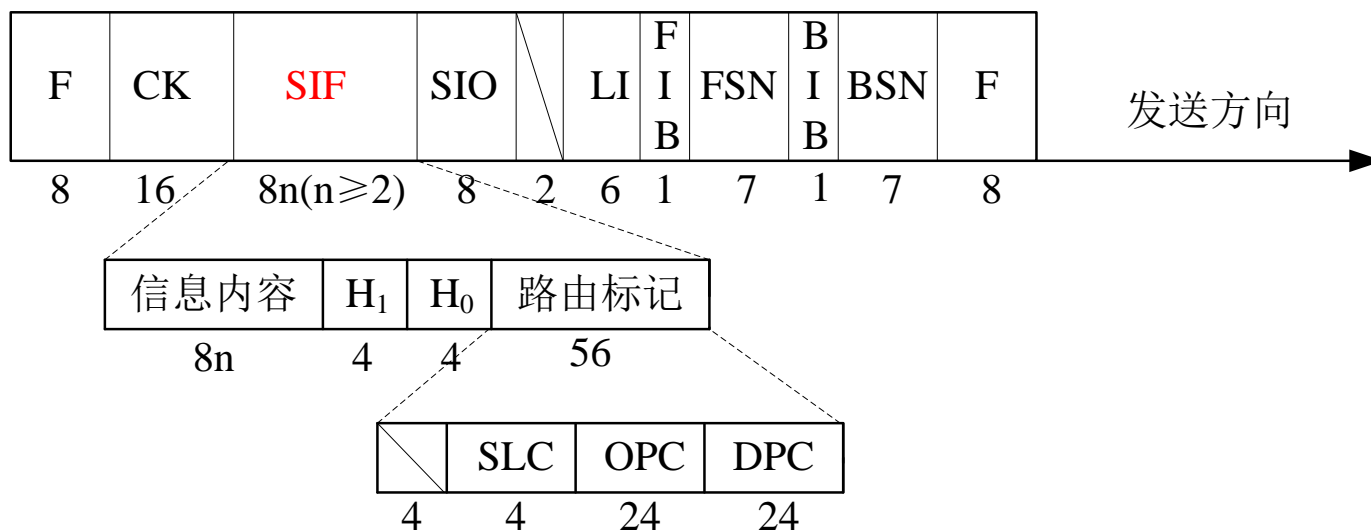 F CK SIF SIO LI FIB FSN BIB BSN F
发送方向
8 16 8n(n≥2) 8 2 6 1 7 1 7 8
信息内容 H₁ H₀ 路由标记
8n 4 4 56
SLC OPC DPC
4 4 24 24